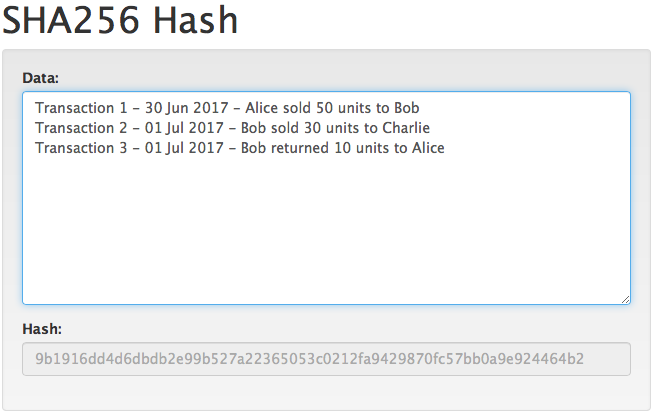 SHA256 Hash
Data:
Transaction 1 – 30 Jun 2017 – Alice sold 50 units to Bob
Transaction 2 – 01 Jul 2017 – Bob sold 30 units to Charlie
Transaction 3 – 01 Jul 2017 – Bob returned 10 units to Alice
Hash:
9b1916dd4d6dbdb2e99b527a22365053c0212fa9429870fc57bb0a9e924464b2